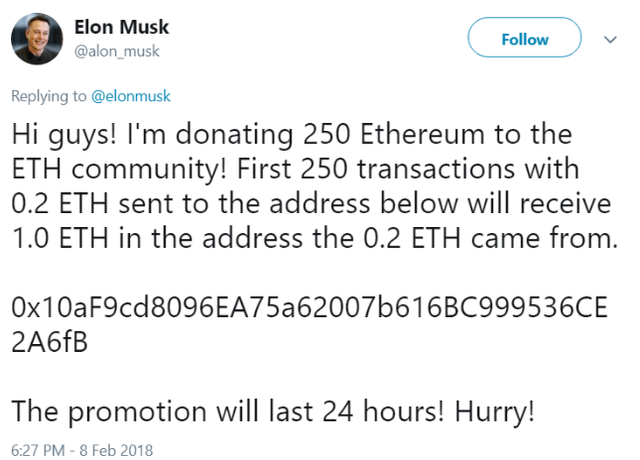 Elon Musk
@alon_musk
Follow
Replying to @elonmusk
Hi guys! I'm donating 250 Ethereum to the
ETH community! First 250 transactions with
0.2 ETH sent to the address below will receive
1.0 ETH in the address the 0.2 ETH came from.
0x10aF9cd8096EA75a62007b616BC999536CE
2A6fB
The promotion will last 24 hours! Hurry!
6:27 PM - 8 Feb 2018